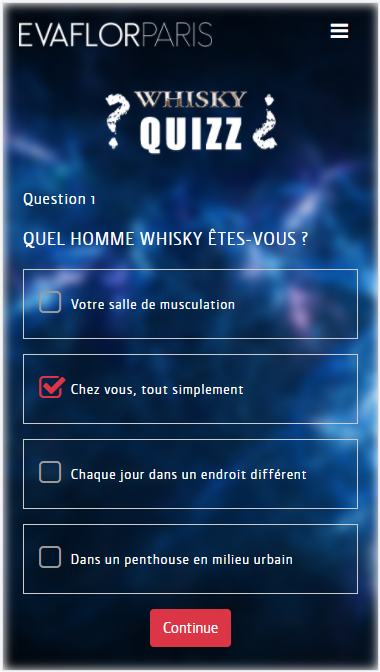 EVAFLORPARIS
WHISKY
? QUIZZ ¿
Question 1
QUEL HOMME WHISKY ÊTES-VOUS ?
Votre salle de musculation
Chez vous, tout simplement
Chaque jour dans un endroit différent
Dans un penthouse en milieu urbain
Continue